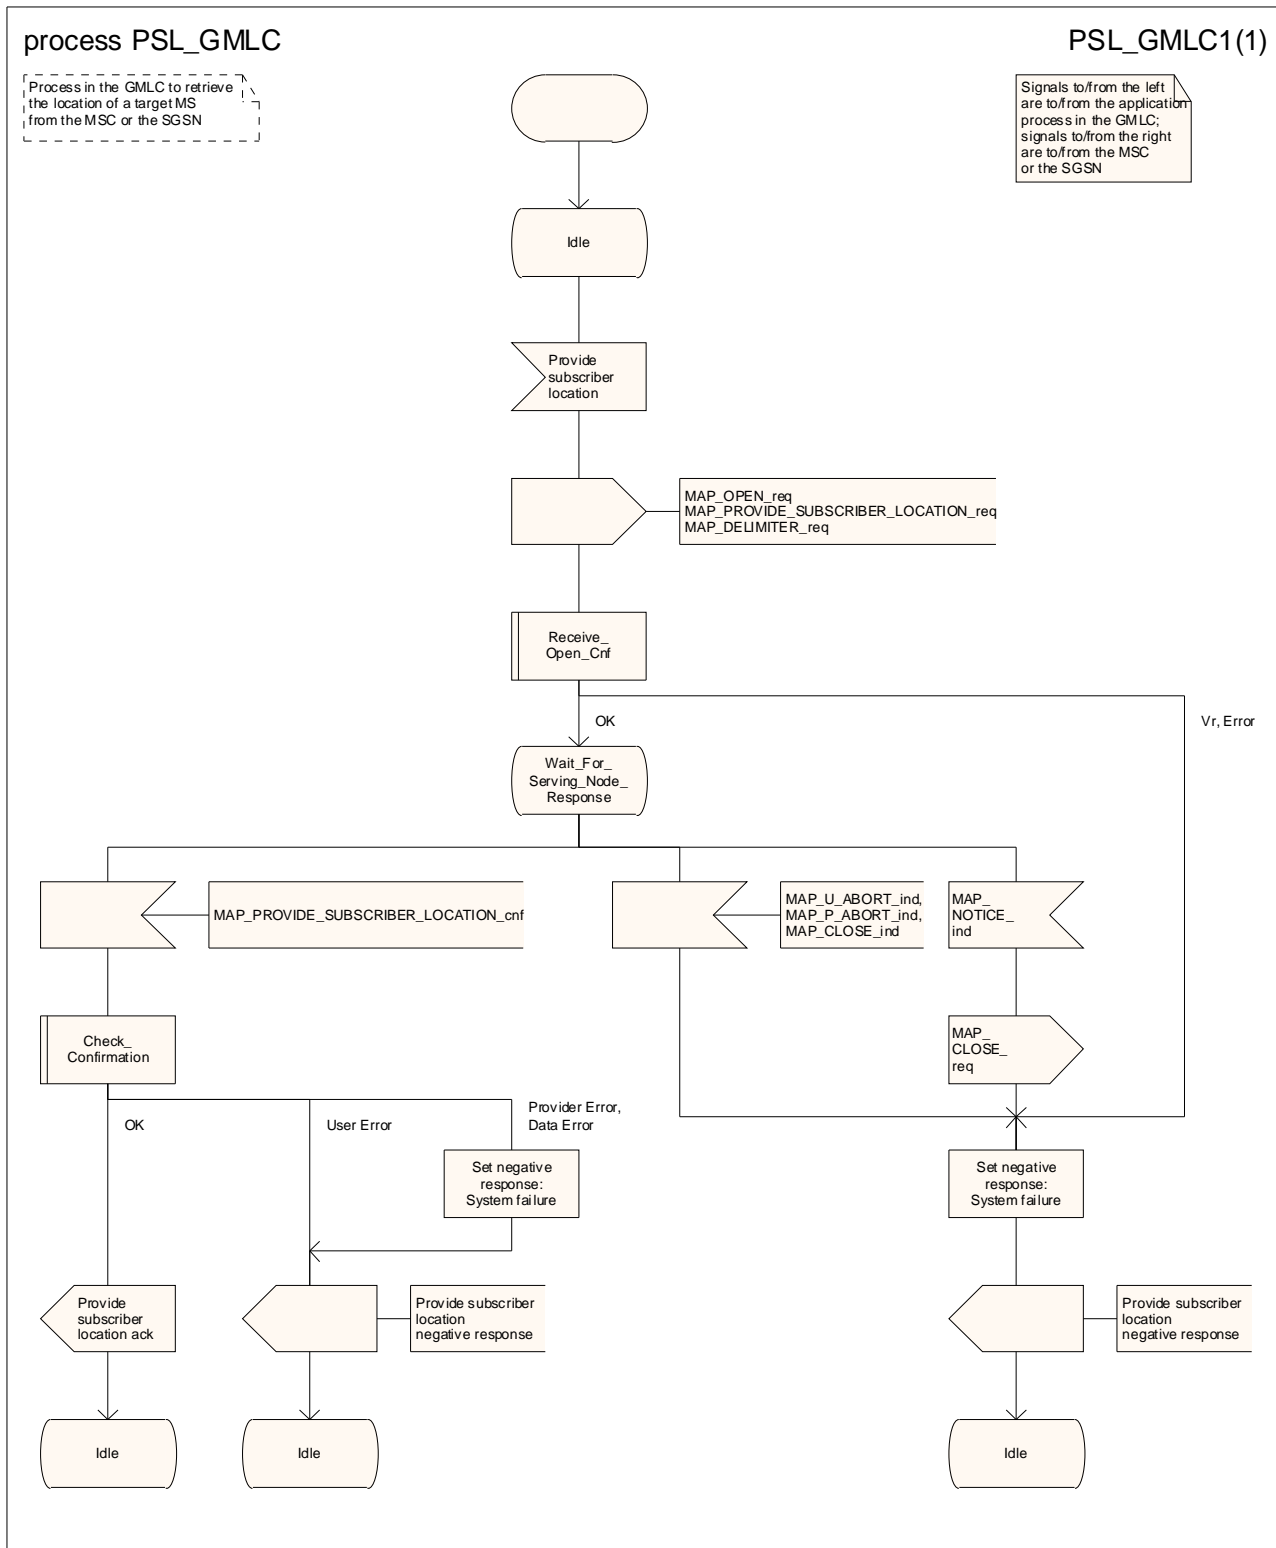 process PSL_GMLC
PSL_GMLC1(1)
Process in the GMLC to retrieve
the location of a target MS
from the MSC or the SGSN
Signals to/from the left
are to/from the application
process in the GMLC;
signals to/from the right
are to/from the MSC
or the SGSN
Idle
Provide
subscriber
location
MAP_OPEN_req
MAP_PROVIDE_SUBSCRIBER_LOCATION_req
MAP_DELIMITER_req
Receive_
Open_Cnf
OK
Vr, Error
Wait_For_
Serving_Node_
Response
MAP_PROVIDE_SUBSCRIBER_LOCATION_cnf
MAP_U_ABORT_ind,
MAP_P_ABORT_ind,
MAP_CLOSE_ind
MAP_
NOTICE_
ind
Check_
Confirmation
MAP_
CLOSE_
req
OK
User Error
Provider Error,
Data Error
Set negative
response:
System failure
Set negative
response:
System failure
Provide
subscriber
location ack
Provide subscriber
location
negative response
Provide subscriber
location
negative response
Idle
Idle
Idle